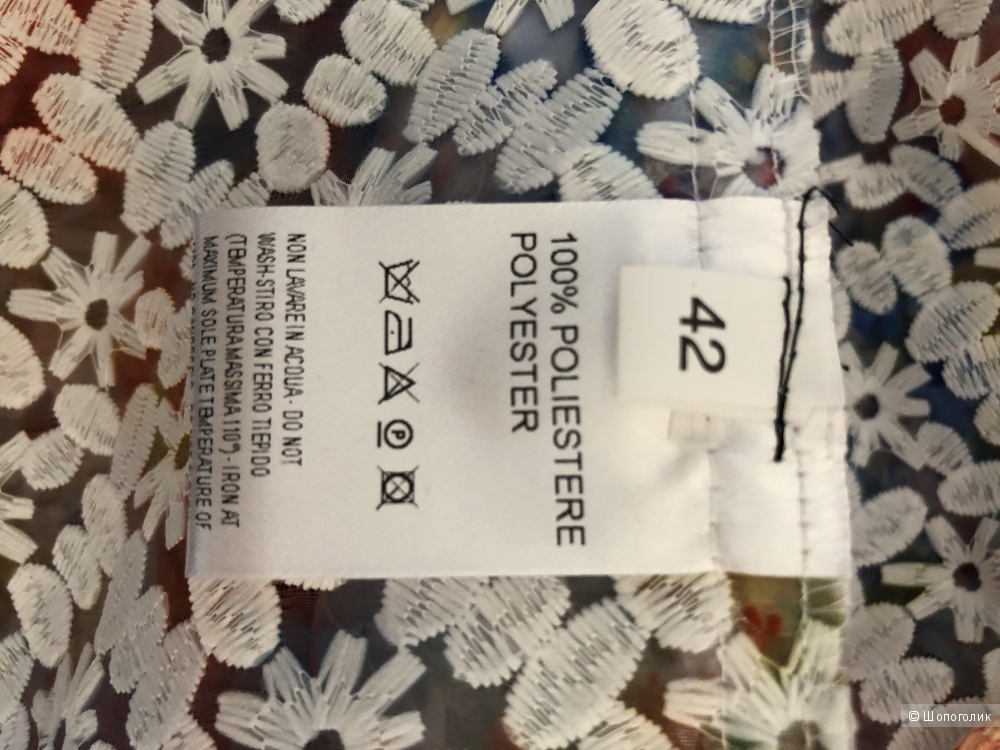 42
100% POLIESTERE
POLYESTER
NON LAVARE IN ACQUA - DO NOT
WASH-STIRO CON FERRO TIEPIDO
(TEMPERATURA MASSIMA 110°) - IRON AT
MAXIMUM SOLE PLATE TEMPERATURE OF
© Шопоголик